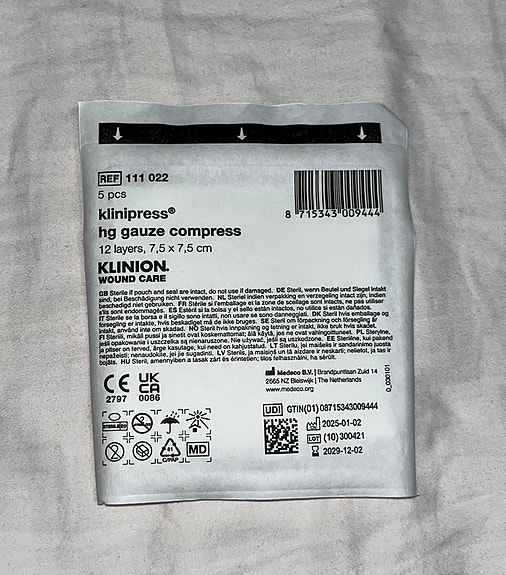 REF 111 022
5 pcs
klinipress®
hg gauze compress
12 layers, 7,5 x 7,5 cm
KLINION.
WOUND CARE
8 715343 009444
GB Sterile if pouch and seal are intact, do not use if damaged. DE Steril, wenn Beutel und Siegel intakt
sind, bei Beschädigung nicht verwenden. NL Steriel indien verpakking en verzegeling intact zijn, indien
beschadigd niet gebruiken. FR Stérile si l'emballage et la zone de scellage sont intacts, ne pas utiliser
s'ils sont endommagés. ES Estéril si la bolsa y el sello están intactos, no utilice si están dañados.
IT Sterile se la borsa e il sigillo sono intatti, non usare se sono danneggiati. DK Steril hvis emballage og
forsegling er intakte, hvis beskadiget må de ikke bruges. SE Steril om förpackning och försegling är
intakt, använd inte om skadad. NO Steril hvis innpakning og tetning er intakt, ikke bruk hvis skadet.
FI Steriili, mikäli pussi ja sinetti ovat koskemattomat; älä käytä, jos ne ovat vahingoittuneet. PL Sterylne,
jeśli opakowanie i uszczelka są nienaruszone. Nie używać, jeśli są uszkodzone. EE Steriilne, kui pakend
ja pitser on terved, ärge kasutage, kui need on kahjustatud. LT Sterilu, jei maišelis ir sandarinimo juosta
nepažeisti; nenaudokite, jei jie sugadinti. LV Sterils, ja maisiņš un tā aizdare ir neskarti; nelietot, ja tas ir
bojāts. HU Steril, amennyiben a tasak zárt és érintetlen; tilos felhasználni, ha sérült.
CE
2797
UK
CA
0086
Medeco B.V. | Brandpuntlaan Zuid 14
2665 NZ Bleiswijk | The Netherlands
www.medeco.nl
0_030101
UDI GTIN(01)08715343009444
2025-01-02
LOT (10)300421
2029-12-02
STERILE EO
2
81
C/PAP
MD